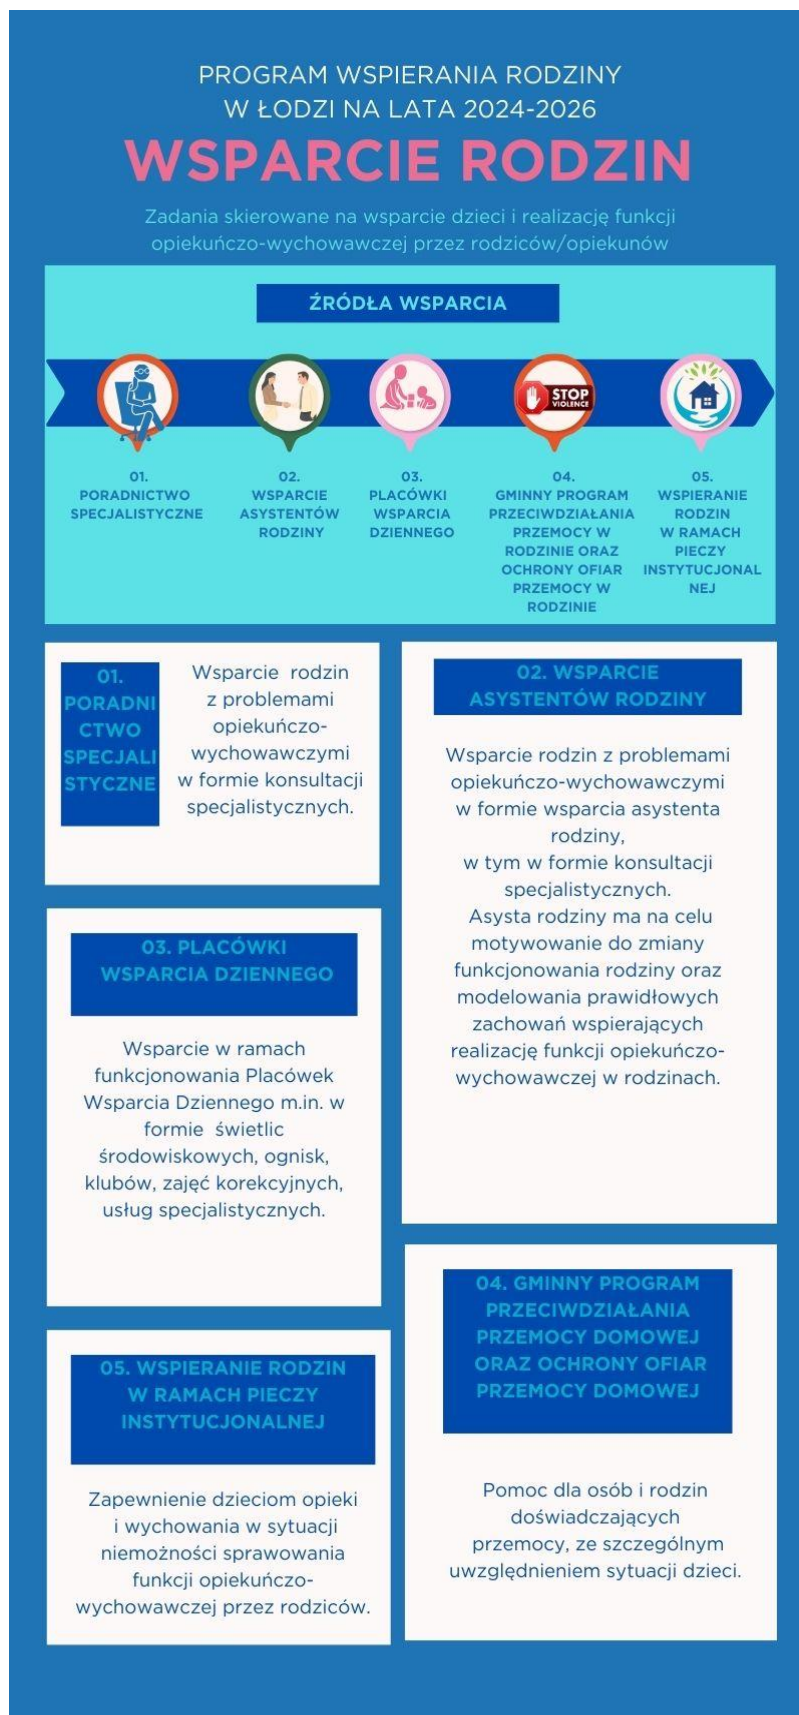 PROGRAM WSPIERANIA RODZINY
W ŁODZI NA LATA 2024-2026
WSPARCIE RODZIN
Zadania skierowane na wsparcie dzieci i realizację funkcji
opiekuńczo-wychowawczej przez rodziców/opiekunów
ŹRÓDŁA WSPARCIA
STOP
VIOLENCE
01.
PORADNICTWO
SPECJALISTYCZNE
02.
WSPARCIE
ASYSTENTÓW
RODZINY
03.
PLACÓWKI
WSPARCIA
DZIENNEGO
04.
GMINNY PROGRAM
PRZECIWDZIAŁANIA
PRZEMOCY W
RODZINIE ORAZ
OCHRONY OFIAR
PRZEMOCY W
RODZINIE
05.
WSPIERANIE
RODZIN
W RAMACH
PIECZY
INSTYTUCJONAL
NEJ
01.
PORADNI
CTWO
SPECJALI
STYCZNE
Wsparcie rodzin
z problemami
opiekuńczo-
wychowawczymi
w formie konsultacji
specjalistycznych.
02. WSPARCIE
ASYSTENTÓW RODZINY
Wsparcie rodzin z problemami
opiekuńczo-wychowawczymi
w formie wsparcia asystenta
rodziny,
w tym w formie konsultacji
specjalistycznych.
Asysta rodziny ma na celu
motywowanie do zmiany
funkcjonowania rodziny oraz
modelowania prawidłowych
zachowań wspierających
realizację funkcji opiekuńczo-
wychowawczej w rodzinach.
03. PLACÓWKI
WSPARCIA DZIENNEGO
Wsparcie w ramach
funkcjonowania Placówek
Wsparcia Dziennego m.in. w
formie świetlic
środowiskowych, ognisk,
klubów, zajęć korekcyjnych,
usług specjalistycznych.
04. GMINNY PROGRAM
PRZECIWDZIAŁANIA
PRZEMOCY DOMOWEJ
ORAZ OCHRONY OFIAR
PRZEMOCY DOMOWEJ
Pomoc dla osób i rodzin
doświadczających
przemocy, ze szczególnym
uwzględnieniem sytuacji dzieci.
05. WSPIERANIE RODZIN
W RAMACH PIECZY
INSTYTUCJONALNEJ
Zapewnienie dzieciom opieki
i wychowania w sytuacji
niemożności sprawowania
funkcji opiekuńczo-
wychowawczej przez rodziców.